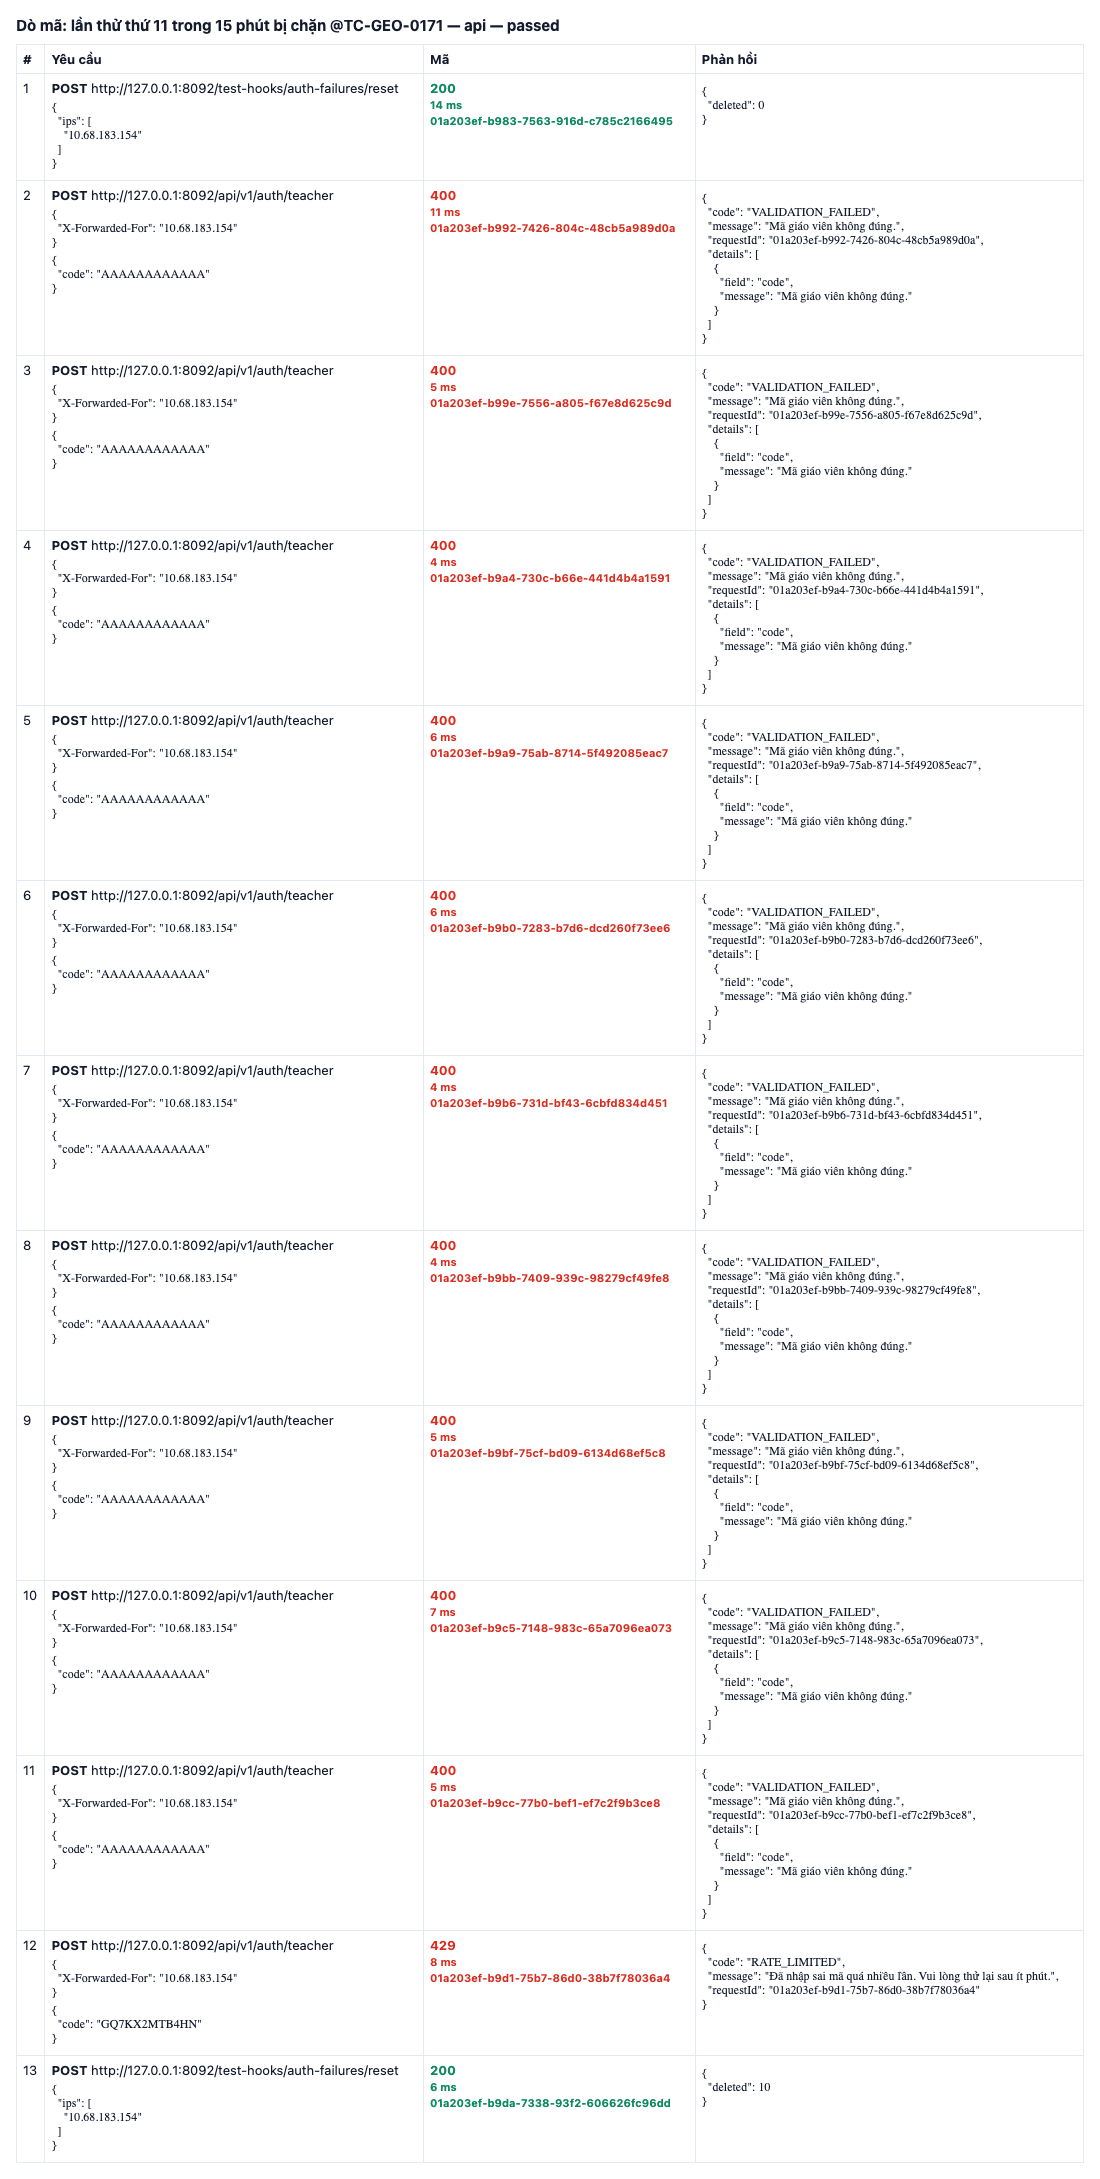 Dò mã: lần thử thứ 11 trong 15 phút bị chặn @TC-GEO-0171 — api — passed
# Yêu cầu Mã Phản hồi
1 POST http://127.0.0.1:8092/test-hooks/auth-failures/reset
{
"ips": [
"10.68.183.154"
]
}
200
14 ms
01a203ef-b983-7563-916d-c785c2166495
{
"deleted": 0
}
2 POST http://127.0.0.1:8092/api/v1/auth/teacher
{
"X-Forwarded-For": "10.68.183.154"
}
{
"code": "AAAAAAAAAAAA"
}
400
11 ms
01a203ef-b992-7426-804c-48cb5a989d0a
{
"code": "VALIDATION_FAILED",
"message": "Mã giáo viên không đúng.",
"requestId": "01a203ef-b992-7426-804c-48cb5a989d0a",
"details": [
{
"field": "code",
"message": "Mã giáo viên không đúng."
}
]
}
3 POST http://127.0.0.1:8092/api/v1/auth/teacher
{
"X-Forwarded-For": "10.68.183.154"
}
{
"code": "AAAAAAAAAAAA"
}
400
5 ms
01a203ef-b99e-7556-a805-f67e8d625c9d
{
"code": "VALIDATION_FAILED",
"message": "Mã giáo viên không đúng.",
"requestId": "01a203ef-b99e-7556-a805-f67e8d625c9d",
"details": [
{
"field": "code",
"message": "Mã giáo viên không đúng."
}
]
}
4 POST http://127.0.0.1:8092/api/v1/auth/teacher
{
"X-Forwarded-For": "10.68.183.154"
}
{
"code": "AAAAAAAAAAAA"
}
400
4 ms
01a203ef-b9a4-730c-b66e-441d4b4a1591
{
"code": "VALIDATION_FAILED",
"message": "Mã giáo viên không đúng.",
"requestId": "01a203ef-b9a4-730c-b66e-441d4b4a1591",
"details": [
{
"field": "code",
"message": "Mã giáo viên không đúng."
}
]
}
5 POST http://127.0.0.1:8092/api/v1/auth/teacher
{
"X-Forwarded-For": "10.68.183.154"
}
{
"code": "AAAAAAAAAAAA"
}
400
6 ms
01a203ef-b9a9-75ab-8714-5f492085eac7
{
"code": "VALIDATION_FAILED",
"message": "Mã giáo viên không đúng.",
"requestId": "01a203ef-b9a9-75ab-8714-5f492085eac7",
"details": [
{
"field": "code",
"message": "Mã giáo viên không đúng."
}
]
}
6 POST http://127.0.0.1:8092/api/v1/auth/teacher
{
"X-Forwarded-For": "10.68.183.154"
}
{
"code": "AAAAAAAAAAAA"
}
400
6 ms
01a203ef-b9b0-7283-b7d6-dcd260f73ee6
{
"code": "VALIDATION_FAILED",
"message": "Mã giáo viên không đúng.",
"requestId": "01a203ef-b9b0-7283-b7d6-dcd260f73ee6",
"details": [
{
"field": "code",
"message": "Mã giáo viên không đúng."
}
]
}
7 POST http://127.0.0.1:8092/api/v1/auth/teacher
{
"X-Forwarded-For": "10.68.183.154"
}
{
"code": "AAAAAAAAAAAA"
}
400
4 ms
01a203ef-b9b6-731d-bf43-6cbfd834d451
{
"code": "VALIDATION_FAILED",
"message": "Mã giáo viên không đúng.",
"requestId": "01a203ef-b9b6-731d-bf43-6cbfd834d451",
"details": [
{
"field": "code",
"message": "Mã giáo viên không đúng."
}
]
}
8 POST http://127.0.0.1:8092/api/v1/auth/teacher
{
"X-Forwarded-For": "10.68.183.154"
}
{
"code": "AAAAAAAAAAAA"
}
400
4 ms
01a203ef-b9bb-7409-939c-98279cf49fe8
{
"code": "VALIDATION_FAILED",
"message": "Mã giáo viên không đúng.",
"requestId": "01a203ef-b9bb-7409-939c-98279cf49fe8",
"details": [
{
"field": "code",
"message": "Mã giáo viên không đúng."
}
]
}
9 POST http://127.0.0.1:8092/api/v1/auth/teacher
{
"X-Forwarded-For": "10.68.183.154"
}
{
"code": "AAAAAAAAAAAA"
}
400
5 ms
01a203ef-b9bf-75cf-bd09-6134d68ef5c8
{
"code": "VALIDATION_FAILED",
"message": "Mã giáo viên không đúng.",
"requestId": "01a203ef-b9bf-75cf-bd09-6134d68ef5c8",
"details": [
{
"field": "code",
"message": "Mã giáo viên không đúng."
}
]
}
10 POST http://127.0.0.1:8092/api/v1/auth/teacher
{
"X-Forwarded-For": "10.68.183.154"
}
{
"code": "AAAAAAAAAAAA"
}
400
7 ms
01a203ef-b9c5-7148-983c-65a7096ea073
{
"code": "VALIDATION_FAILED",
"message": "Mã giáo viên không đúng.",
"requestId": "01a203ef-b9c5-7148-983c-65a7096ea073",
"details": [
{
"field": "code",
"message": "Mã giáo viên không đúng."
}
]
}
11 POST http://127.0.0.1:8092/api/v1/auth/teacher
{
"X-Forwarded-For": "10.68.183.154"
}
{
"code": "AAAAAAAAAAAA"
}
400
5 ms
01a203ef-b9cc-77b0-bef1-ef7c2f9b3ce8
{
"code": "VALIDATION_FAILED",
"message": "Mã giáo viên không đúng.",
"requestId": "01a203ef-b9cc-77b0-bef1-ef7c2f9b3ce8",
"details": [
{
"field": "code",
"message": "Mã giáo viên không đúng."
}
]
}
12 POST http://127.0.0.1:8092/api/v1/auth/teacher
{
"X-Forwarded-For": "10.68.183.154"
}
{
"code": "GQ7KX2MTB4HN"
}
429
8 ms
01a203ef-b9d1-75b7-86d0-38b7f78036a4
{
"code": "RATE_LIMITED",
"message": "Đã nhập sai mã quá nhiều lần. Vui lòng thử lại sau ít phút.",
"requestId": "01a203ef-b9d1-75b7-86d0-38b7f78036a4"
}
13 POST http://127.0.0.1:8092/test-hooks/auth-failures/reset
{
"ips": [
"10.68.183.154"
]
}
200
6 ms
01a203ef-b9da-7338-93f2-606626fc96dd
{
"deleted": 10
}